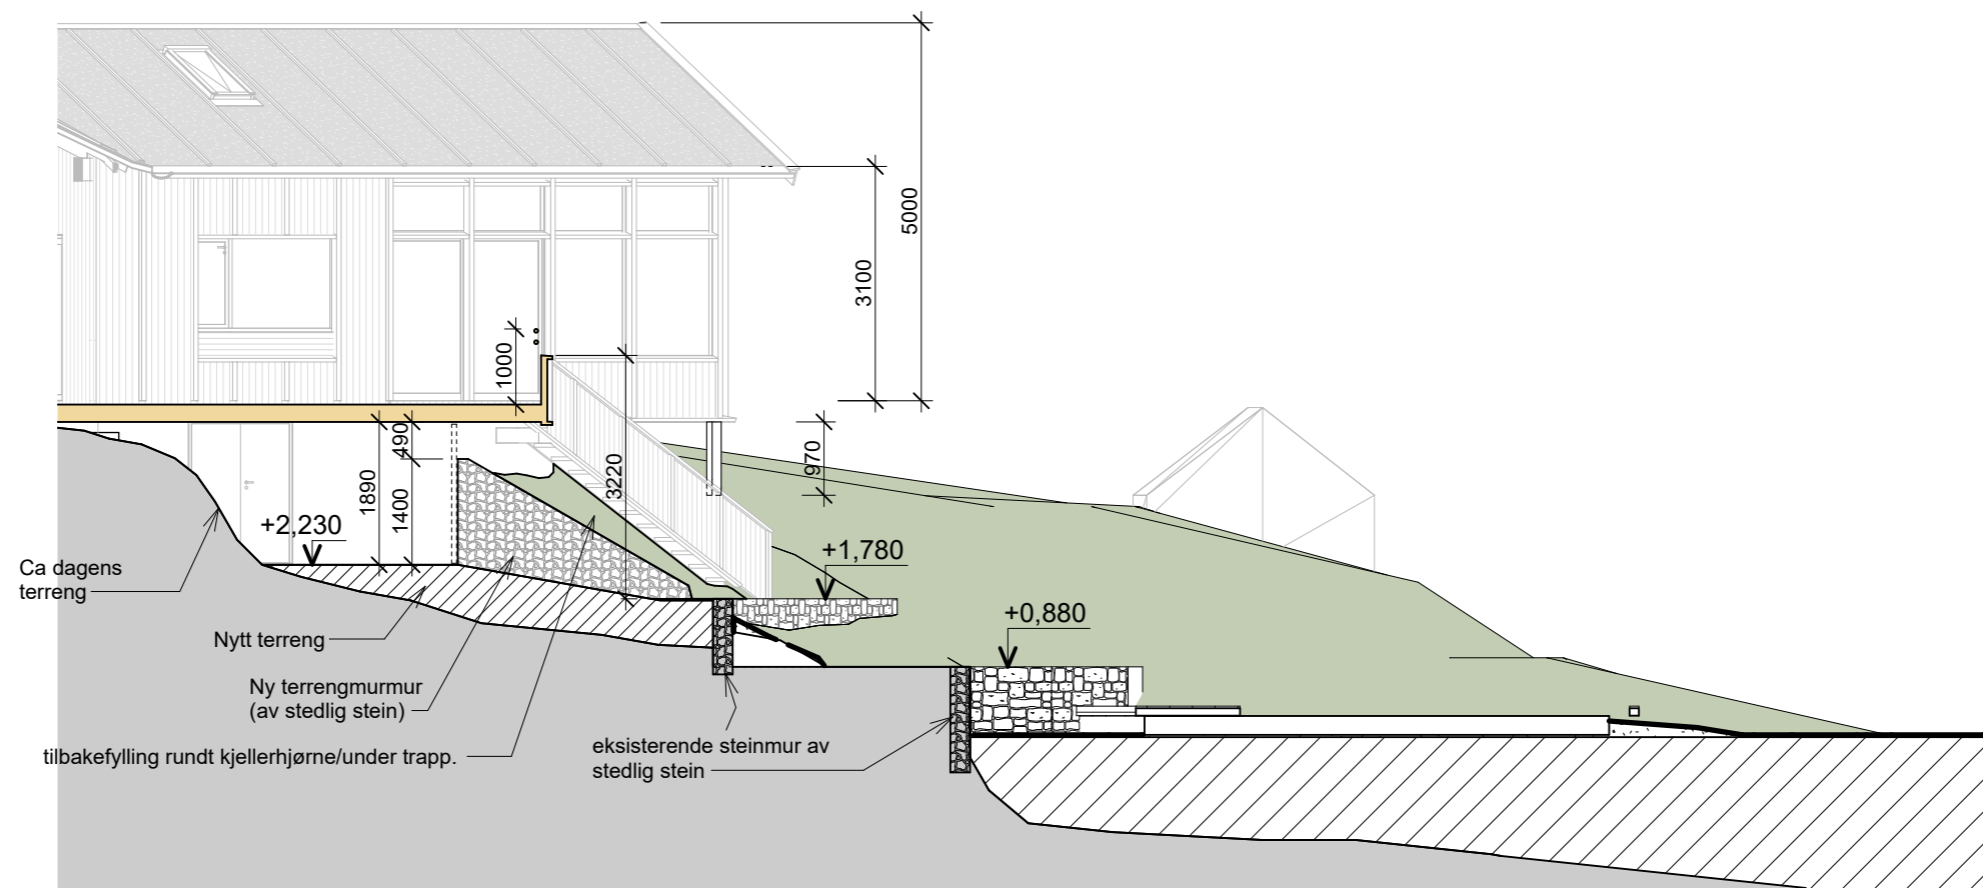 5000
3100
1000
490
970
3220
1890
1400
+2,230
+1,780
+0,880
Ca dagens
terreng
Nytt terreng
Ny terrengmurmur
(av stedlig stein)
tilbakefylling rundt kjellerhjørne/under trapp.
eksisterende steinmur av
stedlig stein